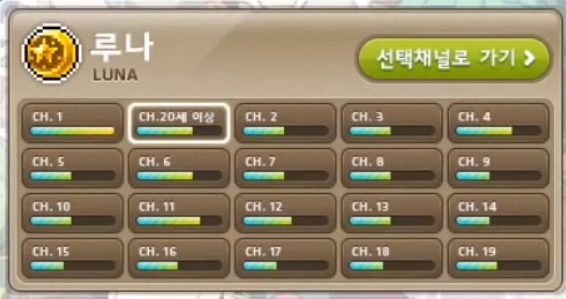 루나
LUNA
선택채널로 가기
CH. 1
CH.20세 이상
CH. 2
CH. 3
CH. 4
CH. 5
CH. 6
CH. 7
CH. 8
CH. 9
CH. 10
CH. 11
CH. 12
CH. 13
CH. 14
CH. 15
CH. 16
CH. 17
CH. 18
CH. 19